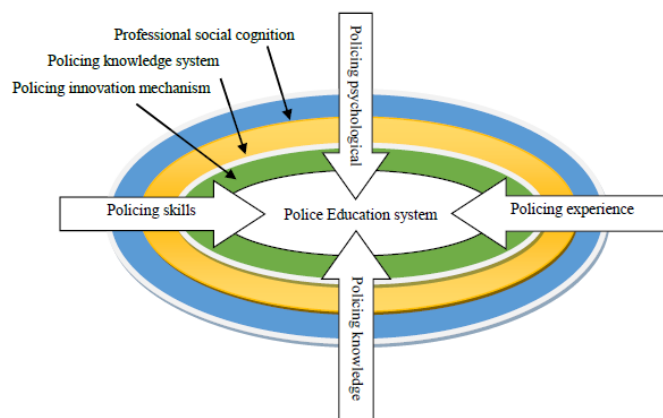 Professional social cognition
Policing knowledge system
Policing innovation mechanism
Policing psychological
Policing skills
Police Education system
Policing experience
Policing knowledge